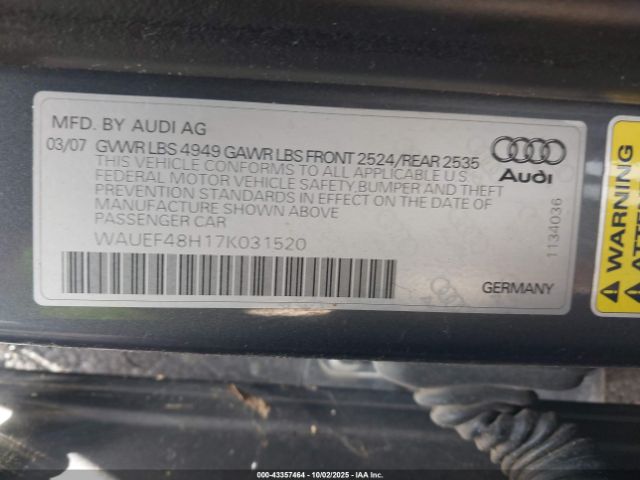 MFD. BY AUDI AG
03/07 GVWR LBS 4949 GAWR LBS FRONT 2524/REAR 2535
THIS VEHICLE CONFORMS TO ALL APPLICABLE U.S.
FEDERAL MOTOR VEHICLE SAFETY, BUMPER AND THEFT
PREVENTION STANDARDS IN EFFECT ON THE DATE OF
MANUFACTURE SHOWN ABOVE
PASSENGER CAR
WAUEF48H17K031520
Audi
1134036
GERMANY
WARNING
000-43357464 - 10/02/2025 - IAA Inc.